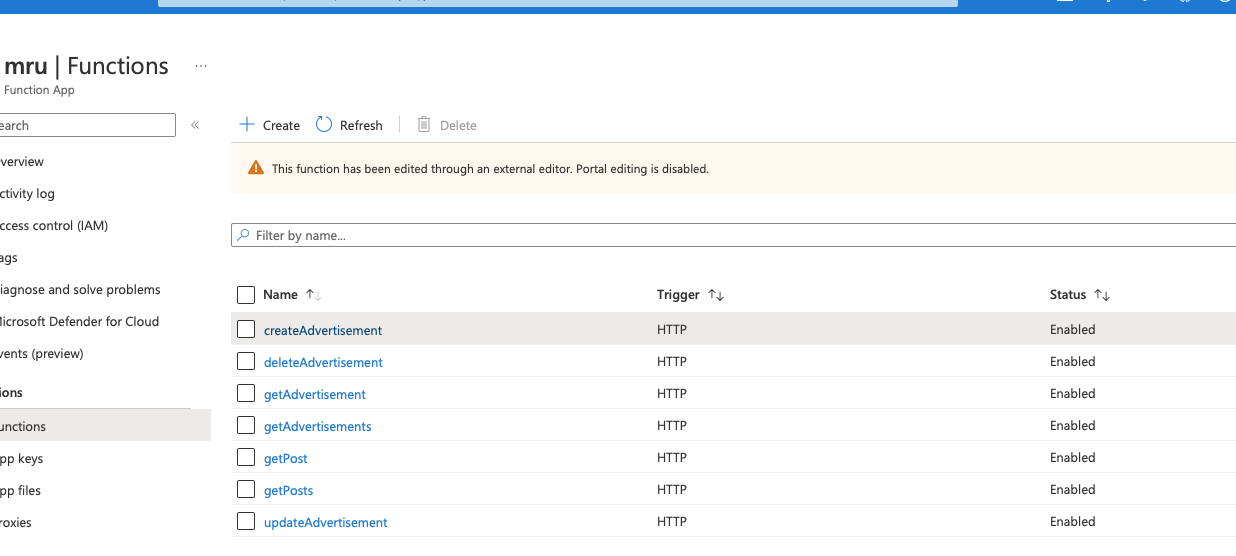 mru | Functions ...
Function App
earch «
Create Refresh Delete
verview
This function has been edited through an external editor. Portal editing is disabled.
ctivity log
ccess control (IAM)
Filter by name...
ags
iagnose and solve problems
Name Trigger Status
icrosoft Defender for Cloud
createAdvertisement HTTP Enabled
vents (preview)
deleteAdvertisement HTTP Enabled
ions
getAdvertisement HTTP Enabled
unctions
getAdvertisements HTTP Enabled
pp keys
getPost HTTP Enabled
pp files
getPosts HTTP Enabled
roxies
updateAdvertisement HTTP Enabled